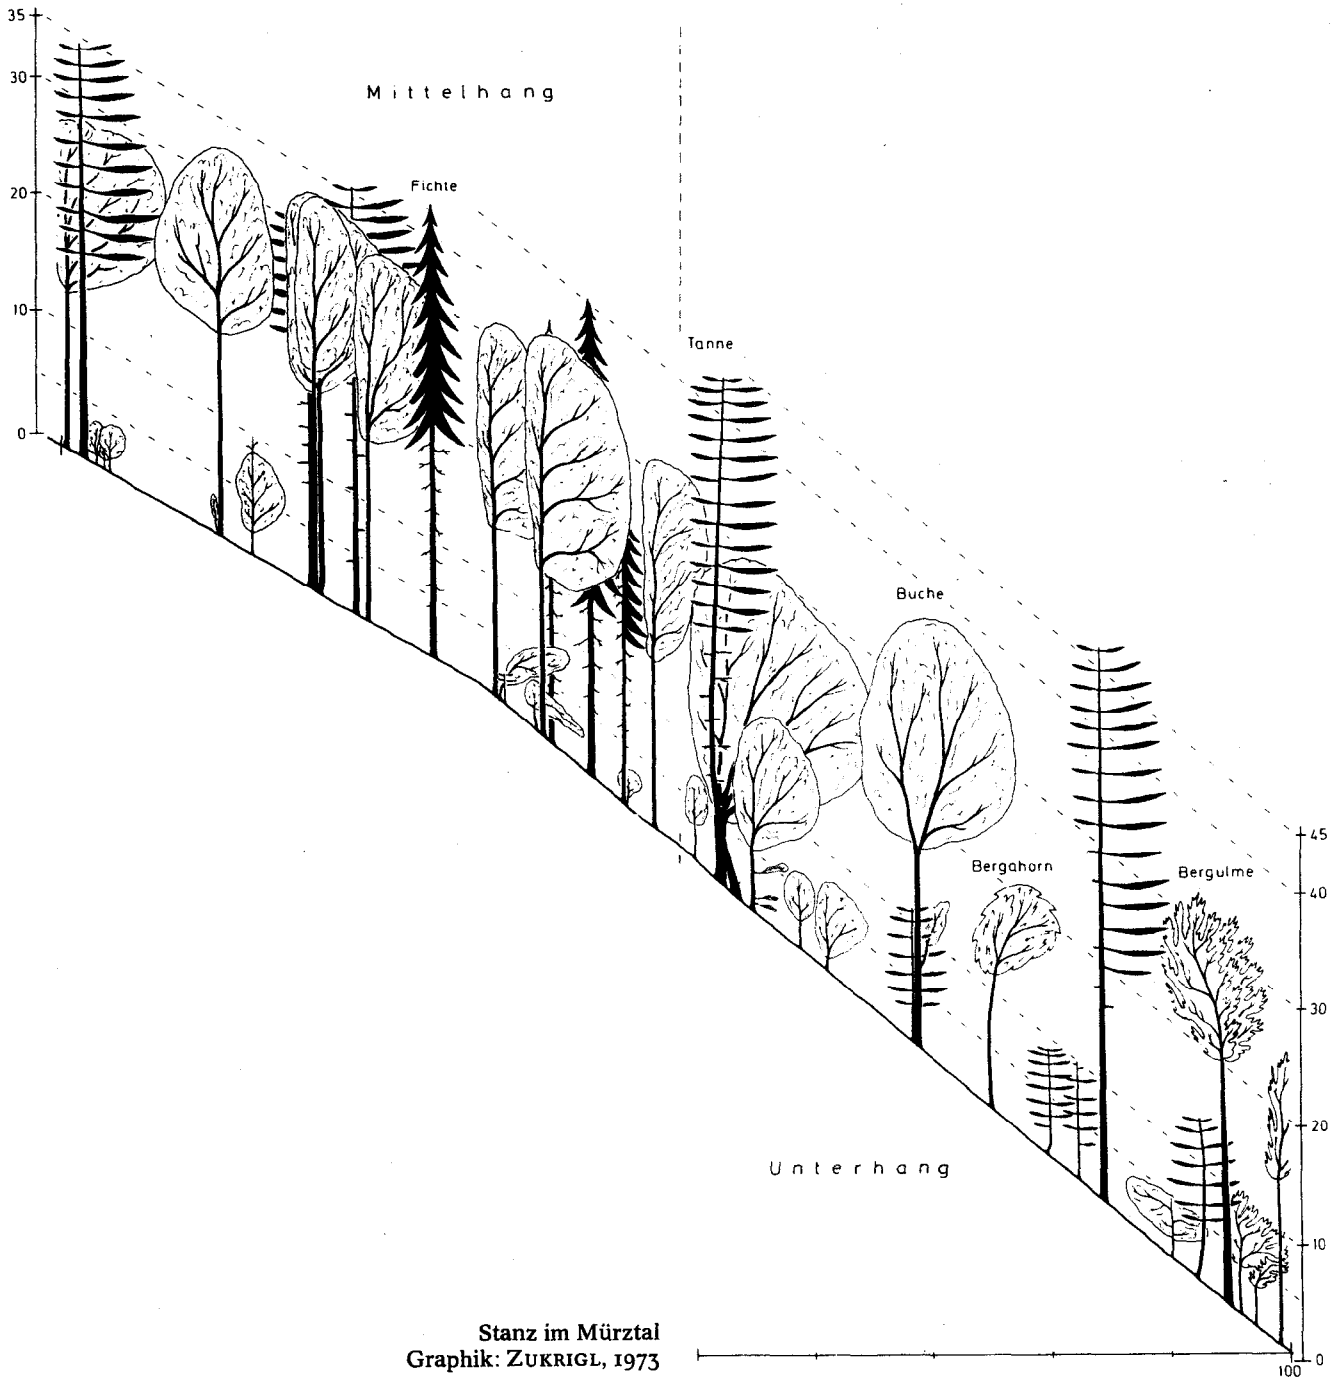 35
30
20
10
0
Mittelhang
Fichte
Tanne
Buche
Bergahorn
Bergulme
45
40
30
20
10
0
Unterhang
Stanz im Mürztal
Graphik: ZUKRIGL, 1973
100